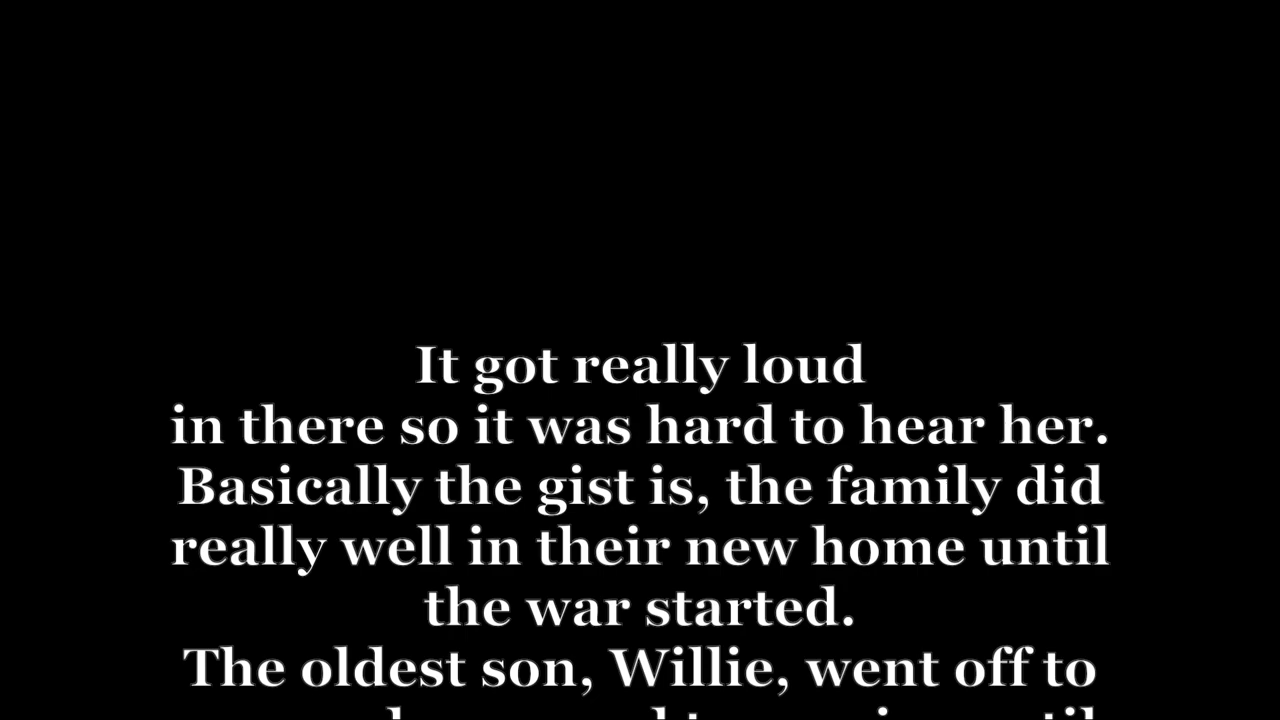 It got really loud
in there so it was hard to hear her.
Basically the gist is, the family did
really well in their new home until
the war started.
The oldest son, Willie, went off to